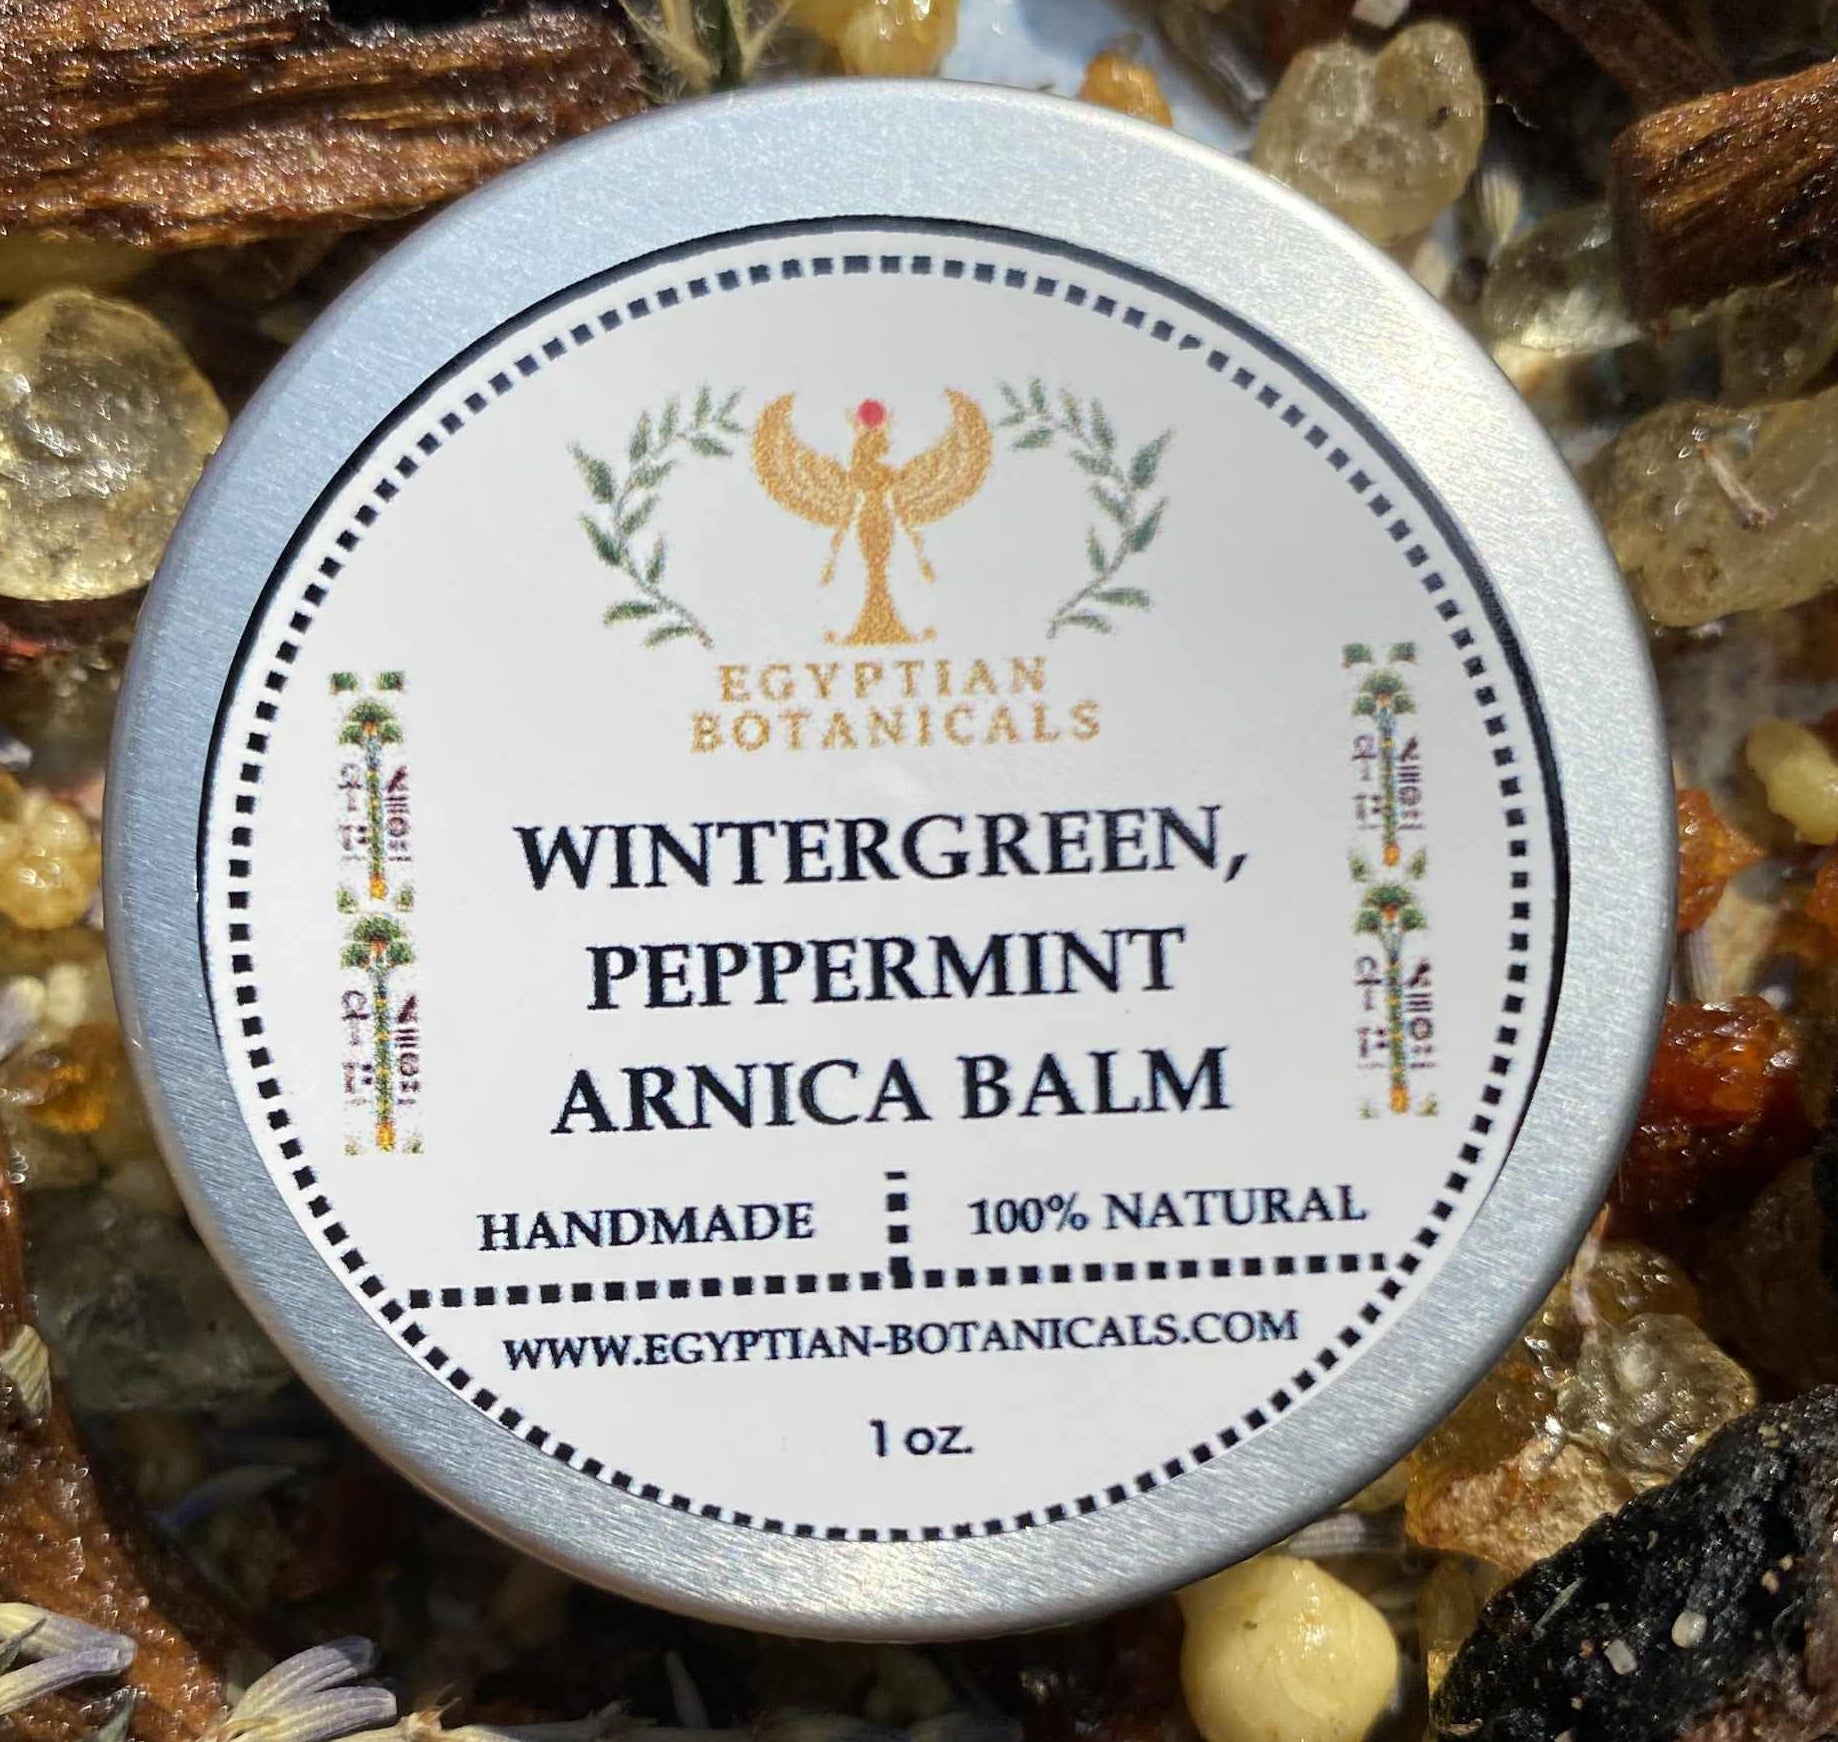 EGYPTIAN
BOTANICALS
WINTERGREEN,
PEPPERMINT
ARNICA BALM
HANDMADE
100% NATURAL
WWW.EGYPTIAN-BOTANICALS.COM
1 oz.